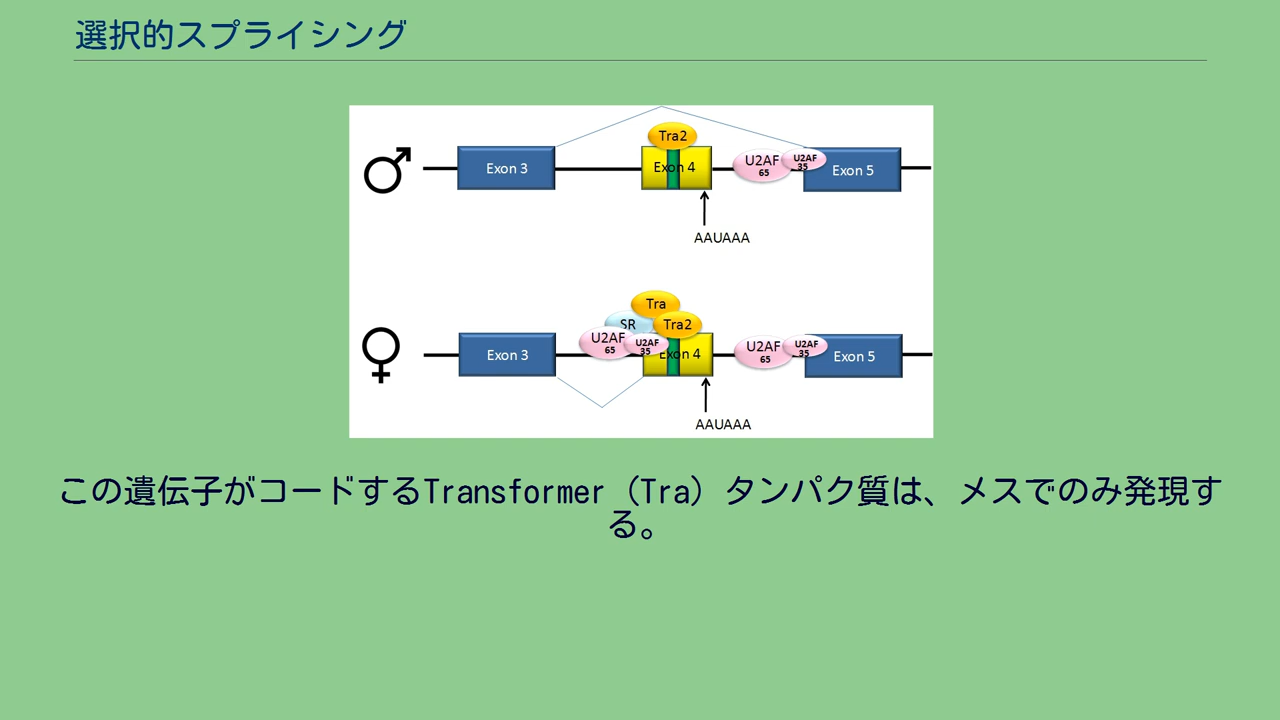 選択的スプライシング
Tra2
Exon 3
Exon 4
U2AF
65
U2AF
35
Exon 5
AAUAAA
Tra
SR
Tra2
U2AF
65
U2AF
35
Exon 3
Exon 4
U2AF
65
U2AF
35
Exon 5
AAUAAA
この遺伝子がコードするTransformer（Tra）タンパク質は、メスでのみ発現す
る。